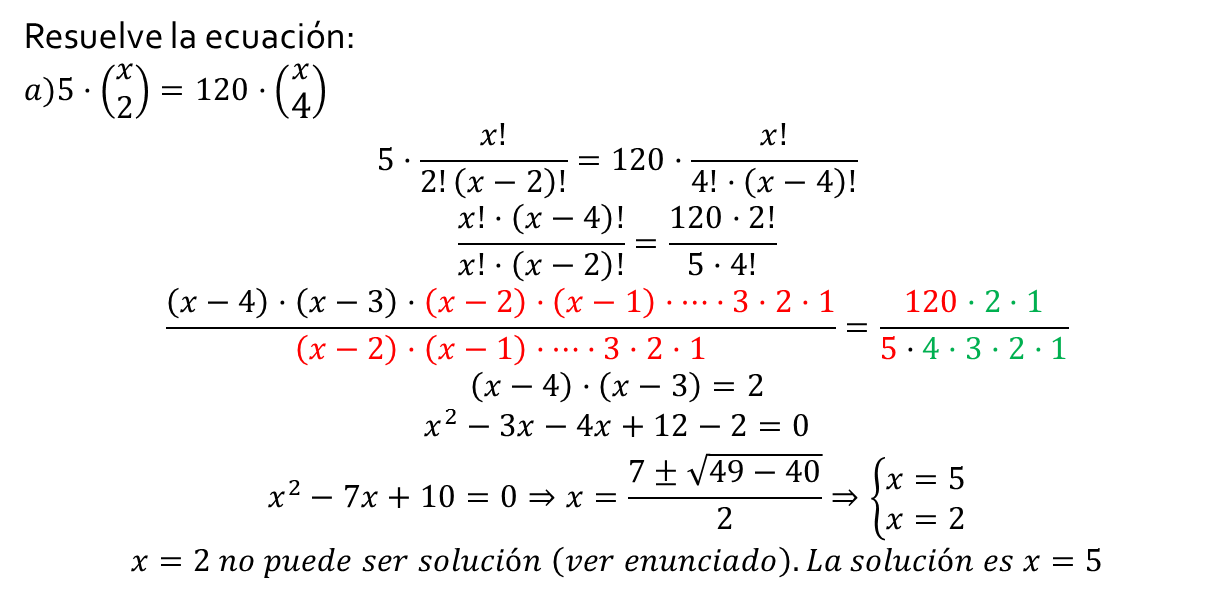 Resuelve la ecuación:
a) 5 · (x 2) = 120 · (x 4)
5 · x! / (2! (x − 2)!) = 120 · x! / (4! · (x − 4)!)
(x! · (x − 4)!) / (x! · (x − 2)!) = (120 · 2!) / (5 · 4!)
((x − 4) · (x − 3) · (x − 2) · (x − 1) · ⋯ · 3 · 2 · 1) / ((x − 2) · (x − 1) · ⋯ · 3 · 2 · 1) = (120 · 2 · 1) / (5 · 4 · 3 · 2 · 1)
(x − 4) · (x − 3) = 2
x² − 3x − 4x + 12 − 2 = 0
x² − 7x + 10 = 0 ⇒ x = (7 ± √(49 − 40)) / 2 ⇒ { x = 5 x = 2
x = 2 no puede ser solución (ver enunciado). La solución es x = 5